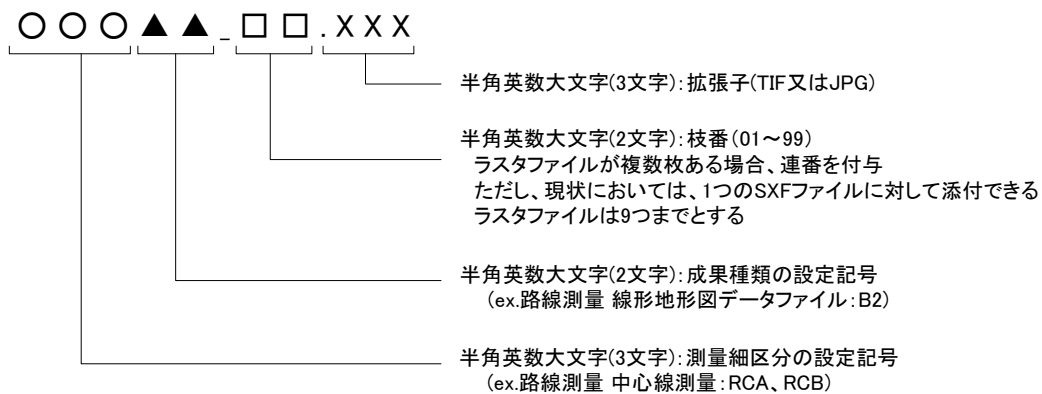 ○○○▲▲_□□.XXX
半角英数大文字(3文字):拡張子(TIF又はJPG)
半角英数大文字(2文字):枝番(01～99)
ラスタファイルが複数枚ある場合、連番を付与
ただし、現状においては、1つのSXFファイルに対して添付できる
ラスタファイルは9つまでとする
半角英数大文字(2文字):成果種類の設定記号
(ex.路線測量 線形地形図データファイル:B2)
半角英数大文字(3文字):測量細区分の設定記号
(ex.路線測量 中心線測量:RCA、RCB)